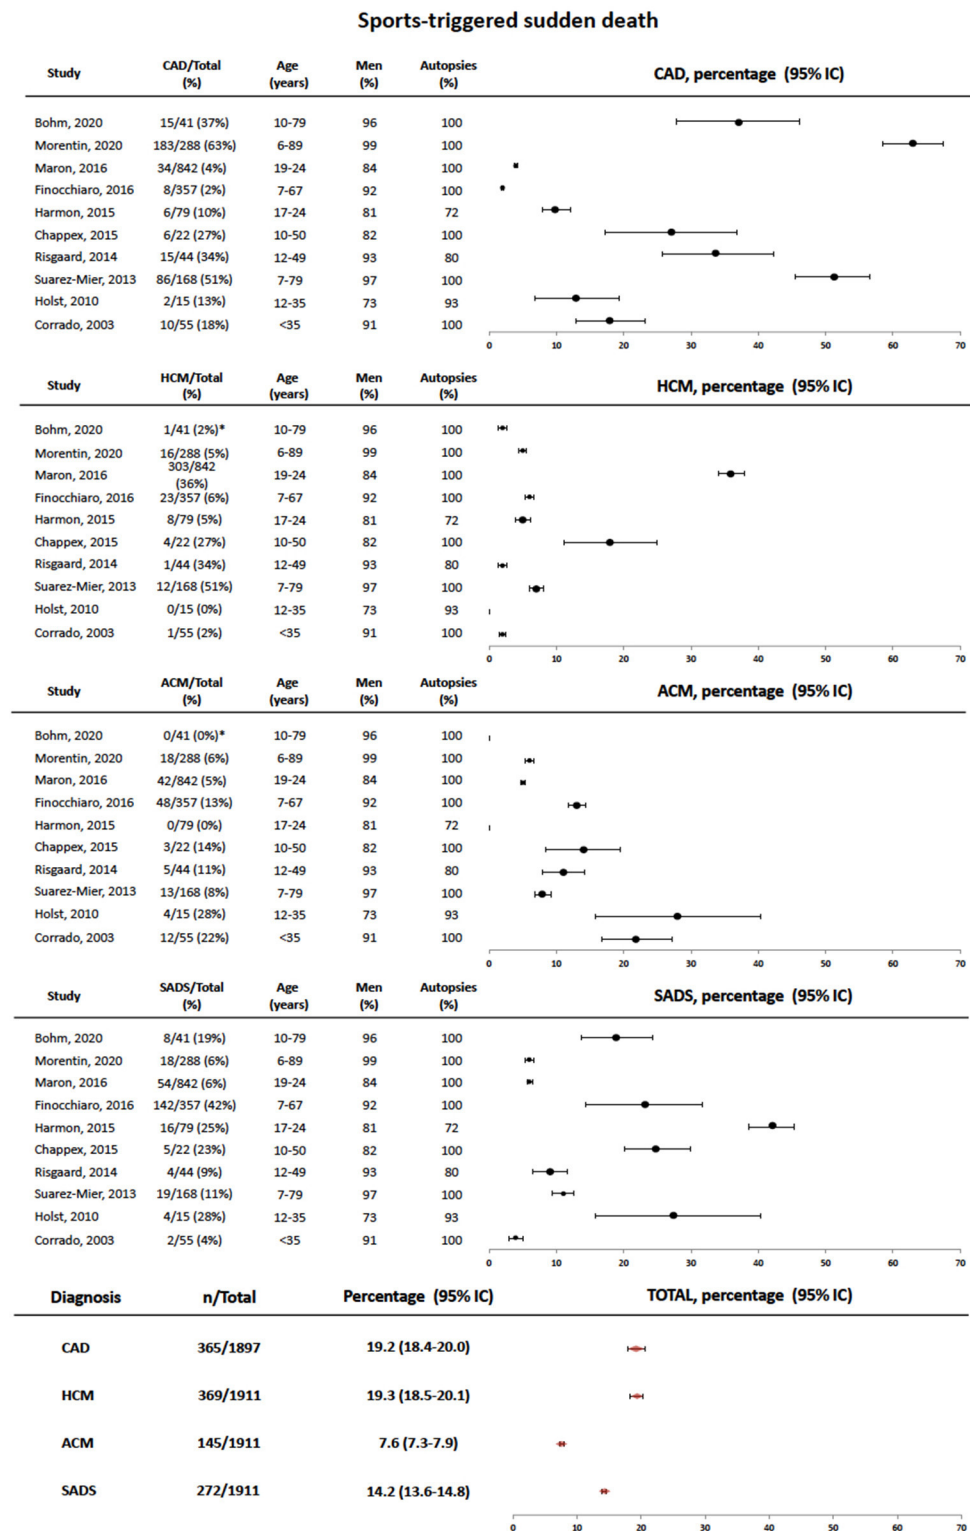 Sports-triggered sudden death
Study CAD/Total (%) Age (years) Men (%) Autopsies (%) CAD, percentage (95% IC)
Bohm, 2020 15/41 (37%) 10-79 96 100
Morentin, 2020 183/288 (63%) 6-89 99 100
Maron, 2016 34/842 (4%) 19-24 84 100
Finocchiaro, 2016 8/357 (2%) 7-67 92 100
Harmon, 2015 6/79 (10%) 17-24 81 72
Chappex, 2015 6/22 (27%) 10-50 82 100
Risgaard, 2014 15/44 (34%) 12-49 93 80
Suarez-Mier, 2013 86/168 (51%) 7-79 97 100
Holst, 2010 2/15 (13%) 12-35 73 93
Corrado, 2003 10/55 (18%) <35 91 100
0 10 20 30 40 50 60 70
Study HCM/Total (%) Age (years) Men (%) Autopsies (%) HCM, percentage (95% IC)
Bohm, 2020 1/41 (2%)* 10-79 96 100
Morentin, 2020 16/288 (5%) 6-89 99 100
Maron, 2016 303/842 (36%) 19-24 84 100
Finocchiaro, 2016 23/357 (6%) 7-67 92 100
Harmon, 2015 8/79 (5%) 17-24 81 72
Chappex, 2015 4/22 (27%) 10-50 82 100
Risgaard, 2014 1/44 (34%) 12-49 93 80
Suarez-Mier, 2013 12/168 (51%) 7-79 97 100
Holst, 2010 0/15 (0%) 12-35 73 93
Corrado, 2003 1/55 (2%) <35 91 100
0 10 20 30 40 50 60 70
Study ACM/Total (%) Age (years) Men (%) Autopsies (%) ACM, percentage (95% IC)
Bohm, 2020 0/41 (0%)* 10-79 96 100
Morentin, 2020 18/288 (6%) 6-89 99 100
Maron, 2016 42/842 (5%) 19-24 84 100
Finocchiaro, 2016 48/357 (13%) 7-67 92 100
Harmon, 2015 0/79 (0%) 17-24 81 72
Chappex, 2015 3/22 (14%) 10-50 82 100
Risgaard, 2014 5/44 (11%) 12-49 93 80
Suarez-Mier, 2013 13/168 (8%) 7-79 97 100
Holst, 2010 4/15 (28%) 12-35 73 93
Corrado, 2003 12/55 (22%) <35 91 100
0 10 20 30 40 50 60 70
Study SADS/Total (%) Age (years) Men (%) Autopsies (%) SADS, percentage (95% IC)
Bohm, 2020 8/41 (19%) 10-79 96 100
Morentin, 2020 18/288 (6%) 6-89 99 100
Maron, 2016 54/842 (6%) 19-24 84 100
Finocchiaro, 2016 142/357 (42%) 7-67 92 100
Harmon, 2015 16/79 (25%) 17-24 81 72
Chappex, 2015 5/22 (23%) 10-50 82 100
Risgaard, 2014 4/44 (9%) 12-49 93 80
Suarez-Mier, 2013 19/168 (11%) 7-79 97 100
Holst, 2010 4/15 (28%) 12-35 73 93
Corrado, 2003 2/55 (4%) <35 91 100
0 10 20 30 40 50 60 70
Diagnosis n/Total Percentage (95% IC) TOTAL, percentage (95% IC)
CAD 365/1897 19.2 (18.4-20.0)
HCM 369/1911 19.3 (18.5-20.1)
ACM 145/1911 7.6 (7.3-7.9)
SADS 272/1911 14.2 (13.6-14.8)
0 10 20 30 40 50 60 70